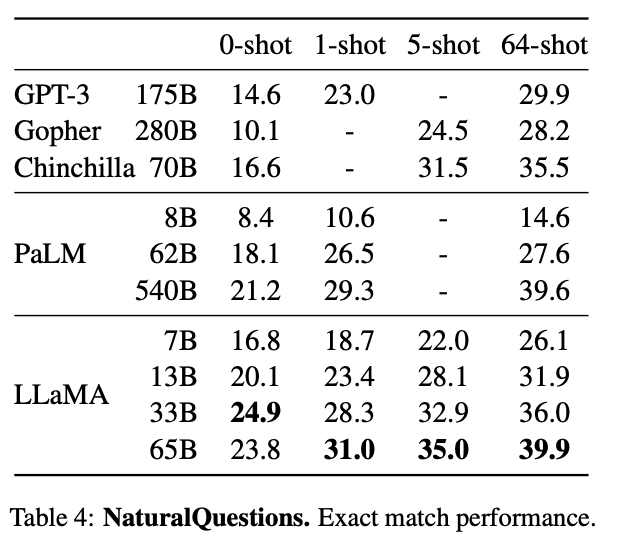 0-shot 1-shot 5-shot 64-shot
GPT-3 175B 14.6 23.0 - 29.9
Gopher 280B 10.1 - 24.5 28.2
Chinchilla 70B 16.6 - 31.5 35.5
8B 8.4 10.6 - 14.6
PaLM 62B 18.1 26.5 - 27.6
540B 21.2 29.3 - 39.6
7B 16.8 18.7 22.0 26.1
LLaMA
13B 20.1 23.4 28.1 31.9
33B 24.9 28.3 32.9 36.0
65B 23.8 31.0 35.0 39.9
Table 4: NaturalQuestions. Exact match performance.